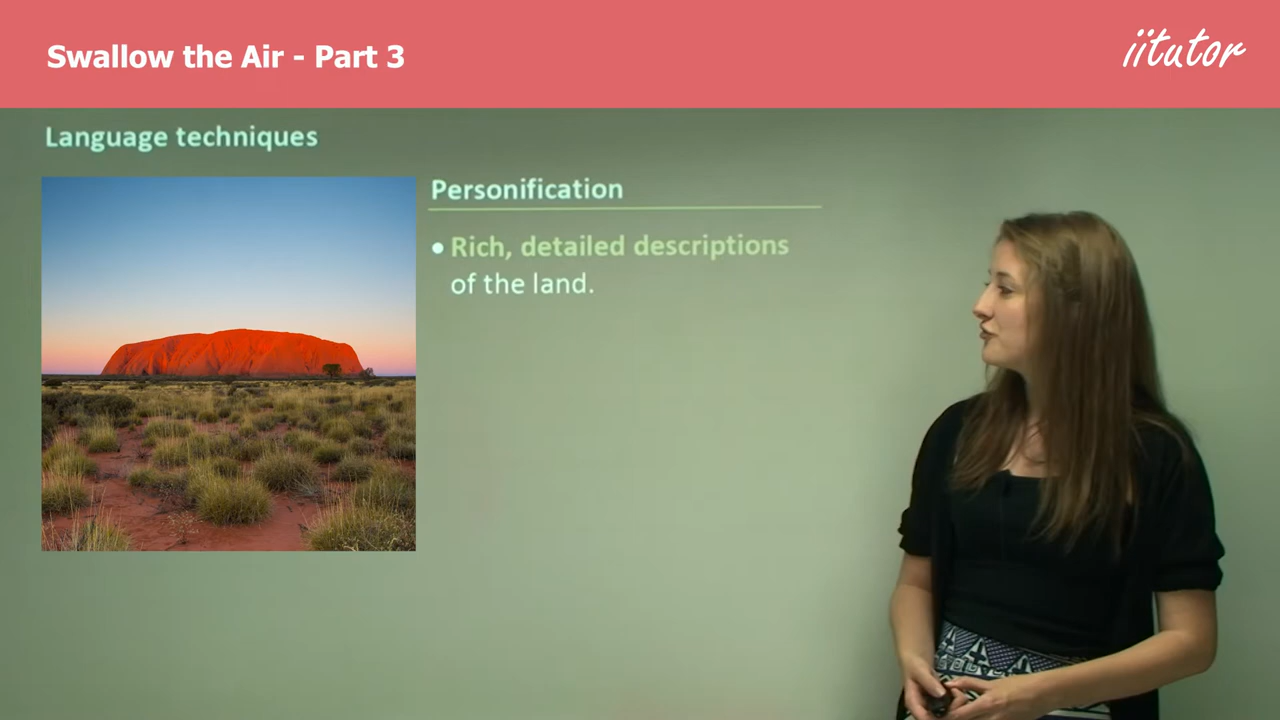 Swallow the Air - Part 3
iitutor
Language techniques
Personification
• Rich, detailed descriptions
of the land.